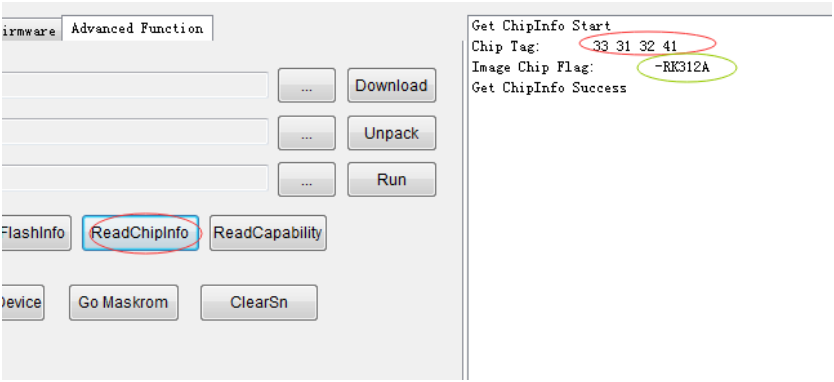 irmware Advanced Function
... Download
... Unpack
... Run
FlashInfo ReadChipInfo ReadCapability
Device Go Maskrom ClearSn
Get ChipInfo Start
Chip Tag: 33 31 32 41
Image Chip Flag: -RK312A
Get ChipInfo Success